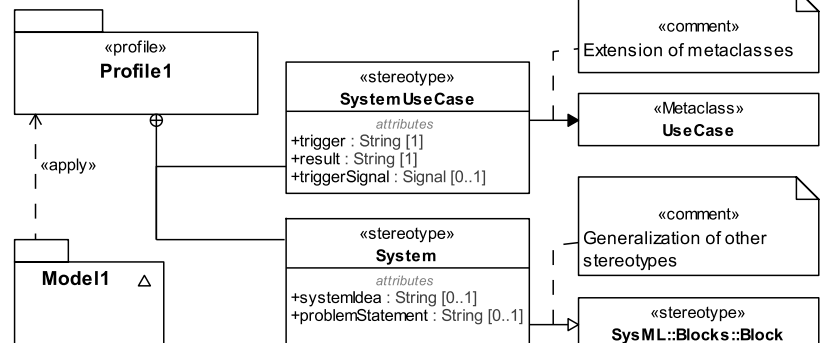 «profile»
Profile1
«apply»
Model1
«stereotype»
SystemUseCase
attributes
+trigger : String [1]
+result : String [1]
+triggerSignal : Signal [0..1]
«stereotype»
System
attributes
+systemIdea : String [0..1]
+problemStatement : String [0..1]
«comment»
Extension of metaclasses
«Metaclass»
UseCase
«comment»
Generalization of other
stereotypes
«stereotype»
SysML::Blocks::Block